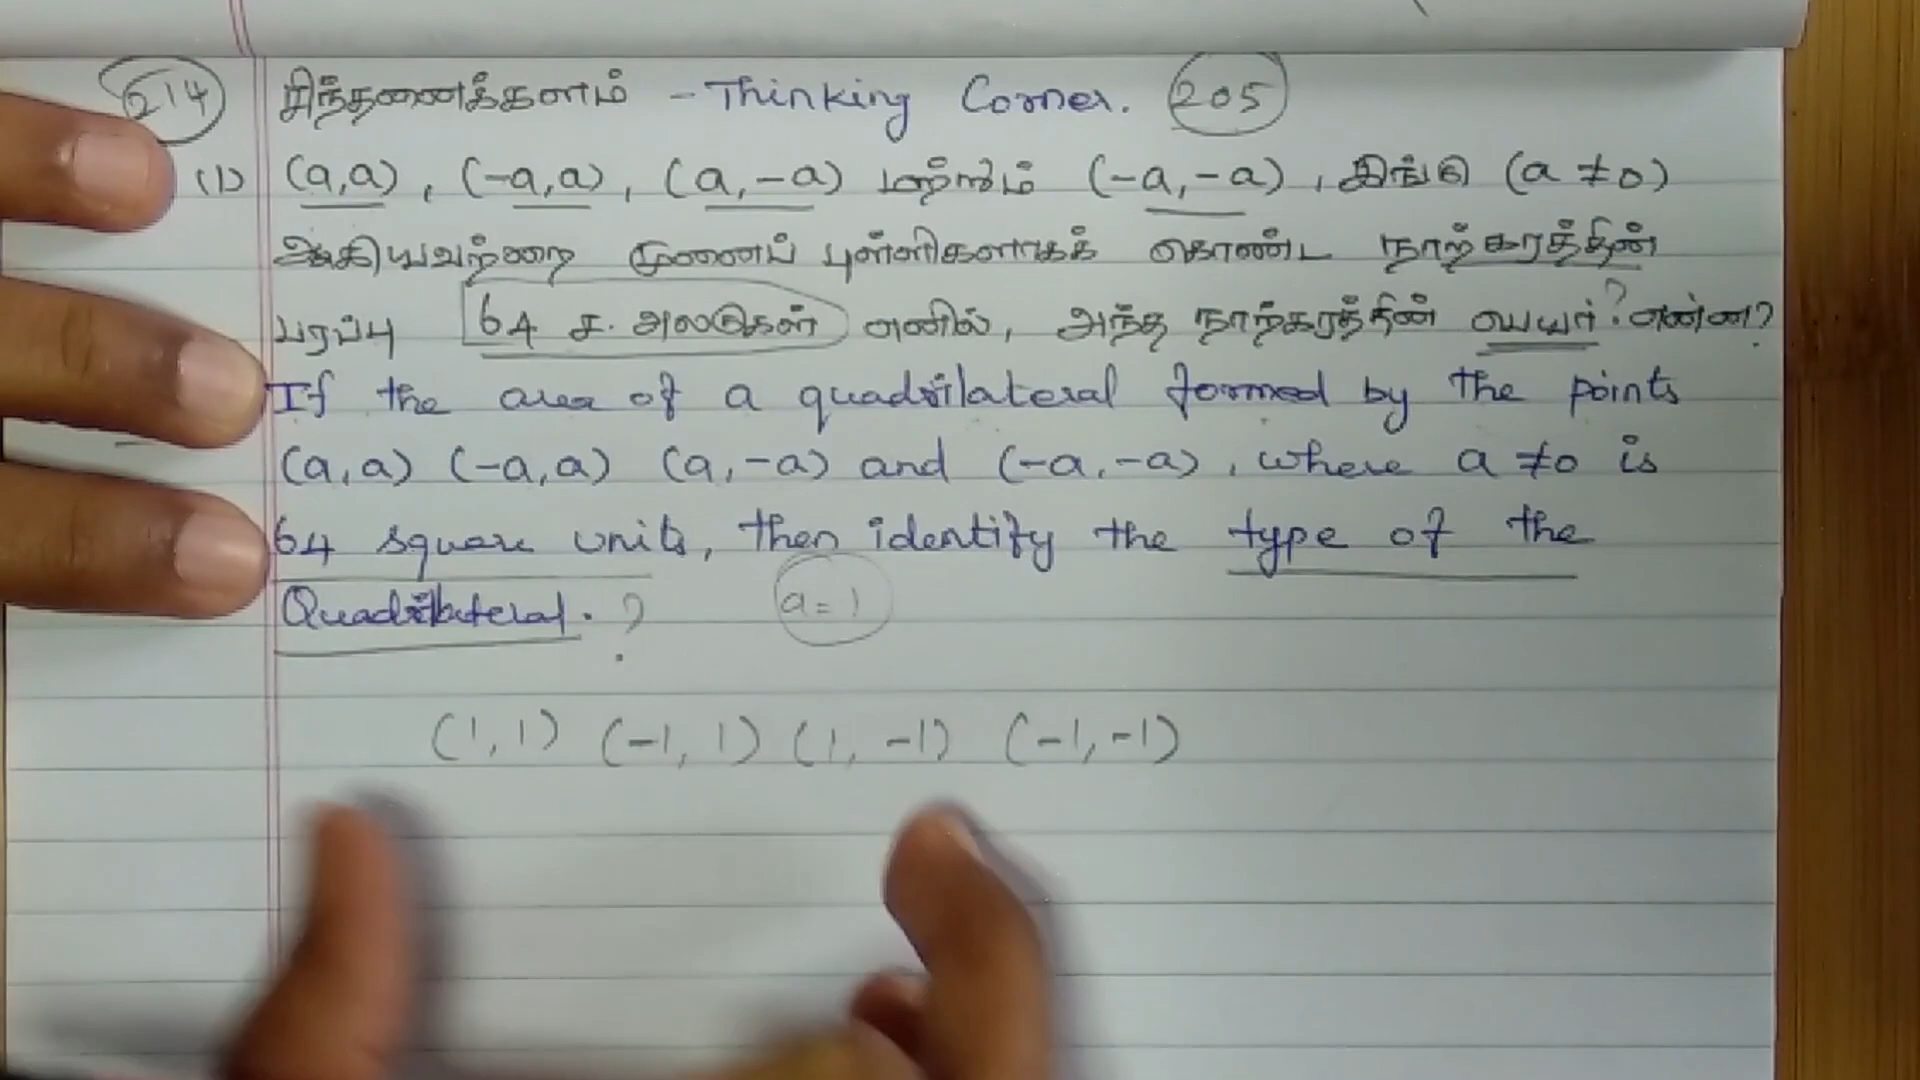 214 சிந்தனைக்களம் - Thinking Corner. 205
(1) (a,a), (-a,a), (a,-a) மற்றும் (-a,-a), இங்கு (a ≠ 0)
ஆகியவற்றை முனைப் புள்ளிகளாகக் கொண்ட நாற்கரத்தின்
பரப்பு 64 ச. அலகுகள் எனில், அந்த நாற்கரத்தின் பெயர்? என்ன?
If the area of a quadrilateral formed by the points
(a,a) (-a,a) (a,-a) and (-a,-a), where a ≠ 0 is
64 square units, then identify the type of the
Quadrilateral. ? a = 1
(1,1) (-1,1) (1,-1) (-1,-1)